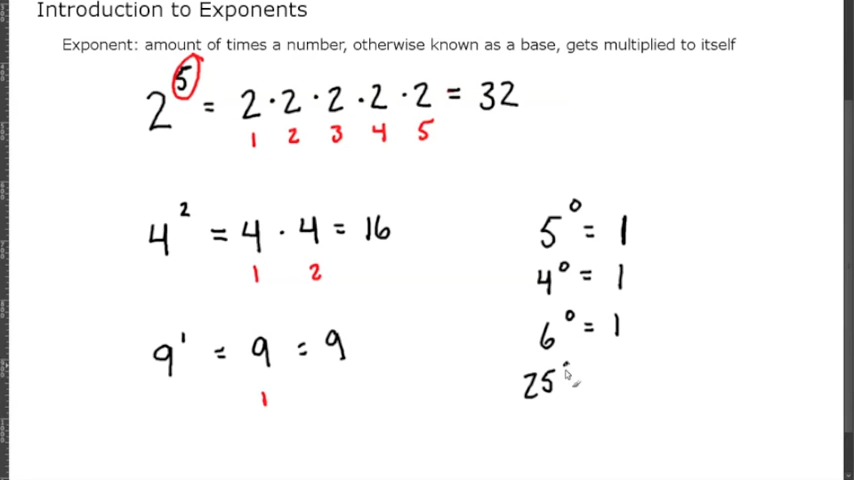 Introduction to Exponents
Exponent: amount of times a number, otherwise known as a base, gets multiplied to itself
2⁵ = 2 · 2 · 2 · 2 · 2 = 32
1 2 3 4 5
4² = 4 · 4 = 16
1 2
9¹ = 9 = 9
1
5⁰ = 1
4⁰ = 1
6⁰ = 1
25